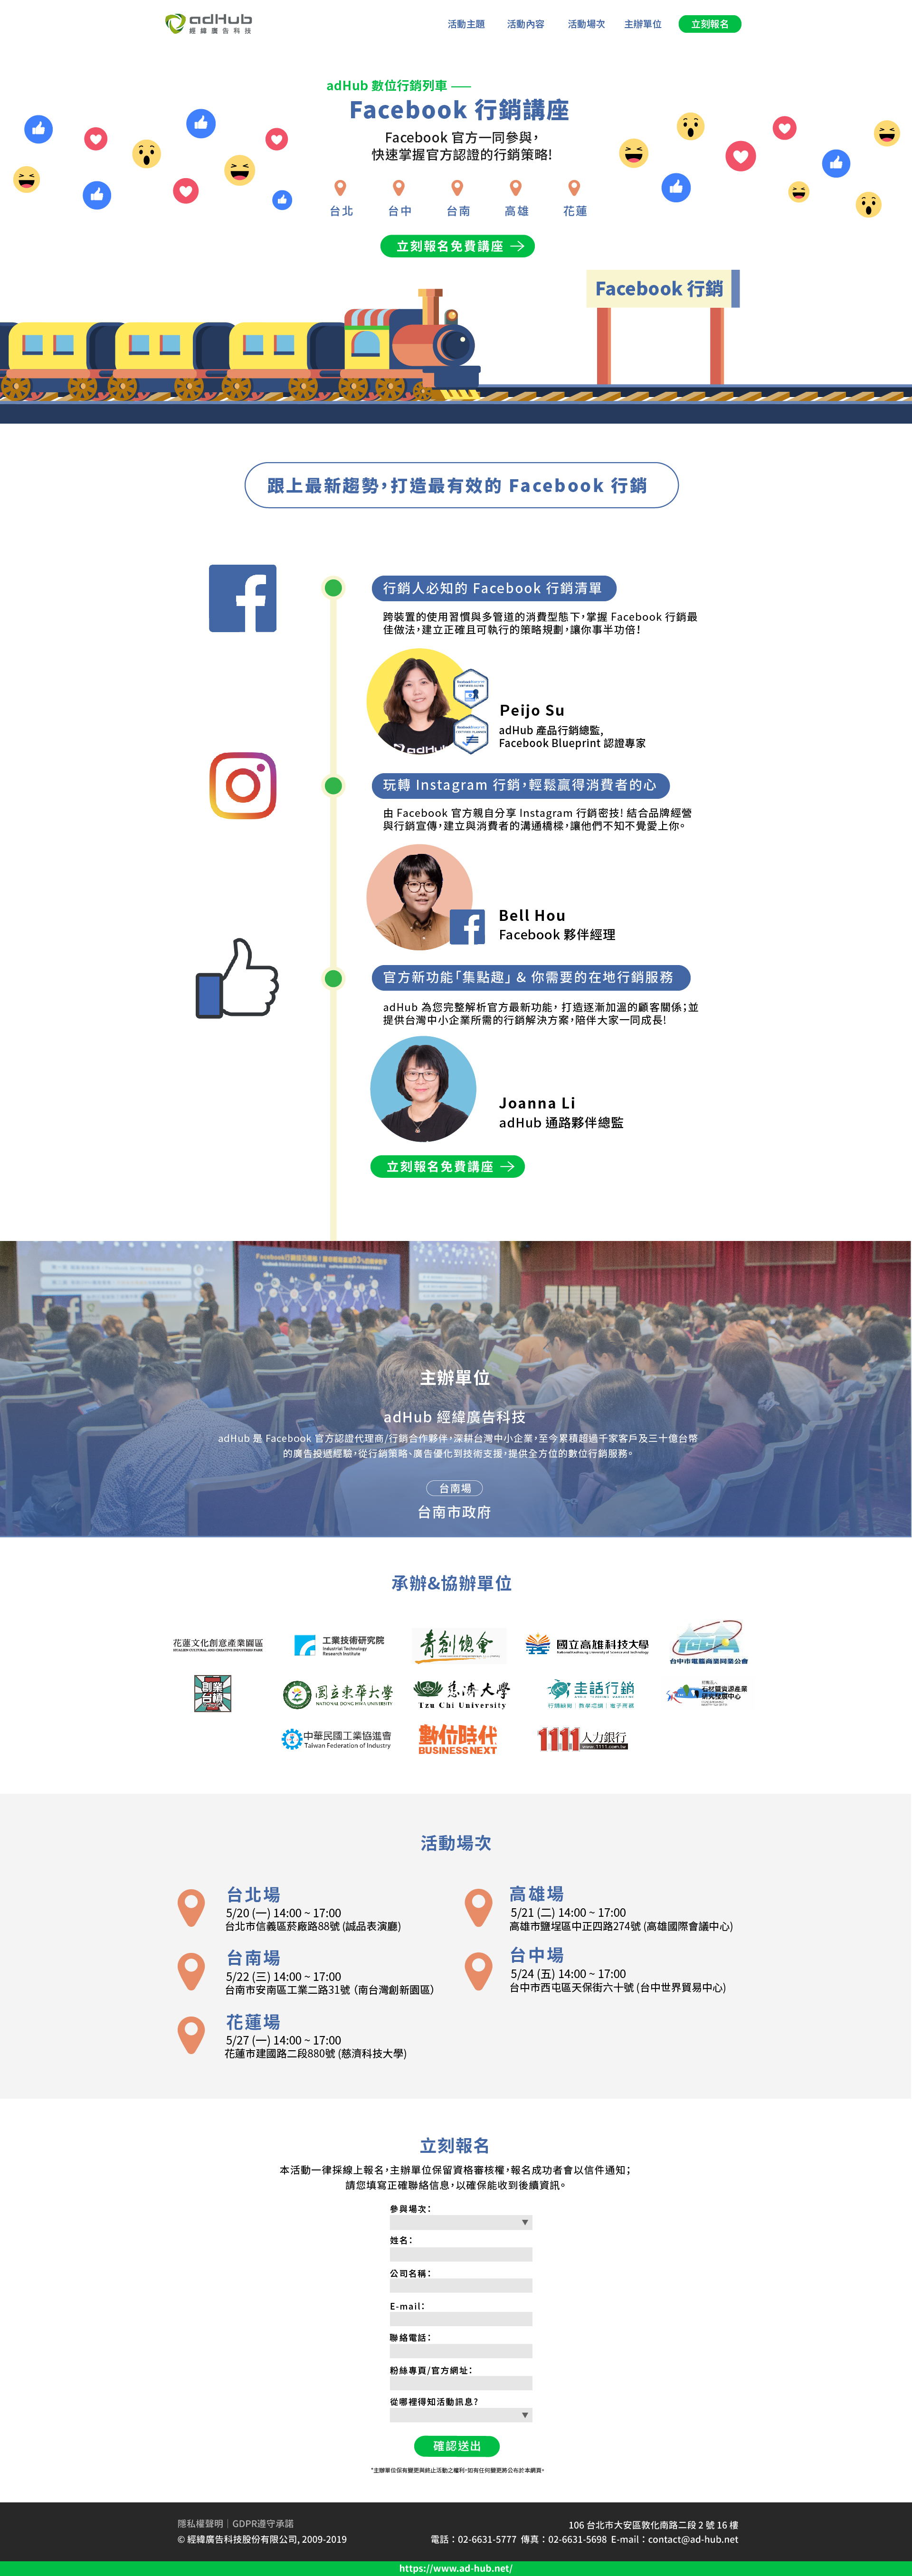 adHub
經緯廣告科技
活動主題 活動內容 活動場次 主辦單位 立刻報名
adHub 數位行銷列車 ——
Facebook 行銷講座
Facebook 官方一同參與，
快速掌握官方認證的行銷策略!
台北 台中 台南 高雄 花蓮
立刻報名免費講座 →
Facebook 行銷
跟上最新趨勢，打造最有效的 Facebook 行銷
行銷人必知的 Facebook 行銷清單
跨裝置的使用習慣與多管道的消費型態下，掌握 Facebook 行銷最
佳做法，建立正確且可執行的策略規劃，讓你事半功倍！
adHub
Peijo Su
adHub 產品行銷總監,
Facebook Blueprint 認證專家
玩轉 Instagram 行銷，輕鬆贏得消費者的心
由 Facebook 官方親自分享 Instagram 行銷密技! 結合品牌經營
與行銷宣傳，建立與消費者的溝通橋樑，讓他們不知不覺愛上你。
Bell Hou
Facebook 夥伴經理
官方新功能「集點趣」 & 你需要的在地行銷服務
adHub 為您完整解析官方最新功能， 打造逐漸加溫的顧客關係；並
提供台灣中小企業所需的行銷解決方案，陪伴大家一同成長!
Joanna Li
adHub 通路夥伴總監
立刻報名免費講座 →
主辦單位
adHub 經緯廣告科技
adHub 是 Facebook 官方認證代理商/行銷合作夥伴，深耕台灣中小企業，至今累積超過千家客戶及三十億台幣
的廣告投遞經驗，從行銷策略、廣告優化到技術支援，提供全方位的數位行銷服務。
台南場
台南市政府
承辦&協辦單位
花蓮文化創意產業園區
工業技術研究院
Industrial Technology
Research Institute
青創總會
國立高雄科技大學
TCCA
台中市電腦商業同業公會
創業台灣
國立東華大學
NATIONAL DONG HWA UNIVERSITY
慈濟大學
Tzu Chi University
圭話行銷
石材暨資源產業
研究發展中心
中華民國工業協進會
Taiwan Federation of Industry
數位時代
BUSINESS NEXT
1111人力銀行
www.1111.com.tw
活動場次
台北場
5/20 (一) 14:00 ~ 17:00
台北市信義區菸廠路88號 (誠品表演廳)
高雄場
5/21 (二) 14:00 ~ 17:00
高雄市鹽埕區中正四路274號 (高雄國際會議中心)
台南場
5/22 (三) 14:00 ~ 17:00
台南市安南區工業二路31號 (南台灣創新園區)
台中場
5/24 (五) 14:00 ~ 17:00
台中市西屯區天保街六十號 (台中世界貿易中心)
花蓮場
5/27 (一) 14:00 ~ 17:00
花蓮市建國路二段880號 (慈濟科技大學)
立刻報名
本活動一律採線上報名，主辦單位保留資格審核權，報名成功者會以信件通知；
請您填寫正確聯絡信息，以確保能收到後續資訊。
參與場次：
姓名：
公司名稱：
E-mail：
聯絡電話：
粉絲專頁/官方網址：
從哪裡得知活動訊息?
確認送出
*主辦單位保有變更與終止活動之權利，如有任何變更將公布於本網頁。
隱私權聲明｜GDPR遵守承諾
© 經緯廣告科技股份有限公司, 2009-2019
106 台北市大安區敦化南路二段 2 號 16 樓
電話：02-6631-5777 傳真：02-6631-5698 E-mail：contact@ad-hub.net
https://www.ad-hub.net/